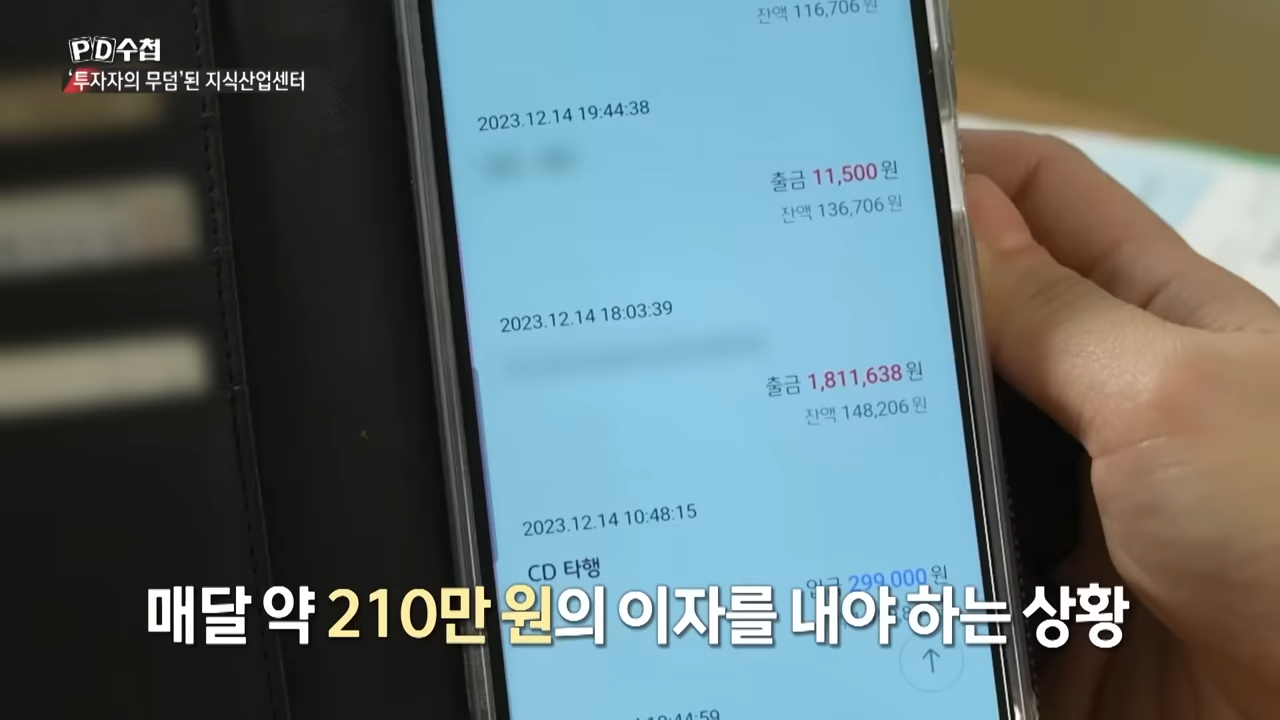 PD수첩
'투자자의 무덤'된 지식산업센터
잔액 116,706 원
2023.12.14 19:44:38
출금 11,500 원
잔액 136,706 원
2023.12.14 18:03:39
출금 1,811,638 원
잔액 148,206 원
2023.12.14 10:48:15
CD 타행
입금 299,000 원
매달 약 210만 원의 이자를 내야 하는 상황